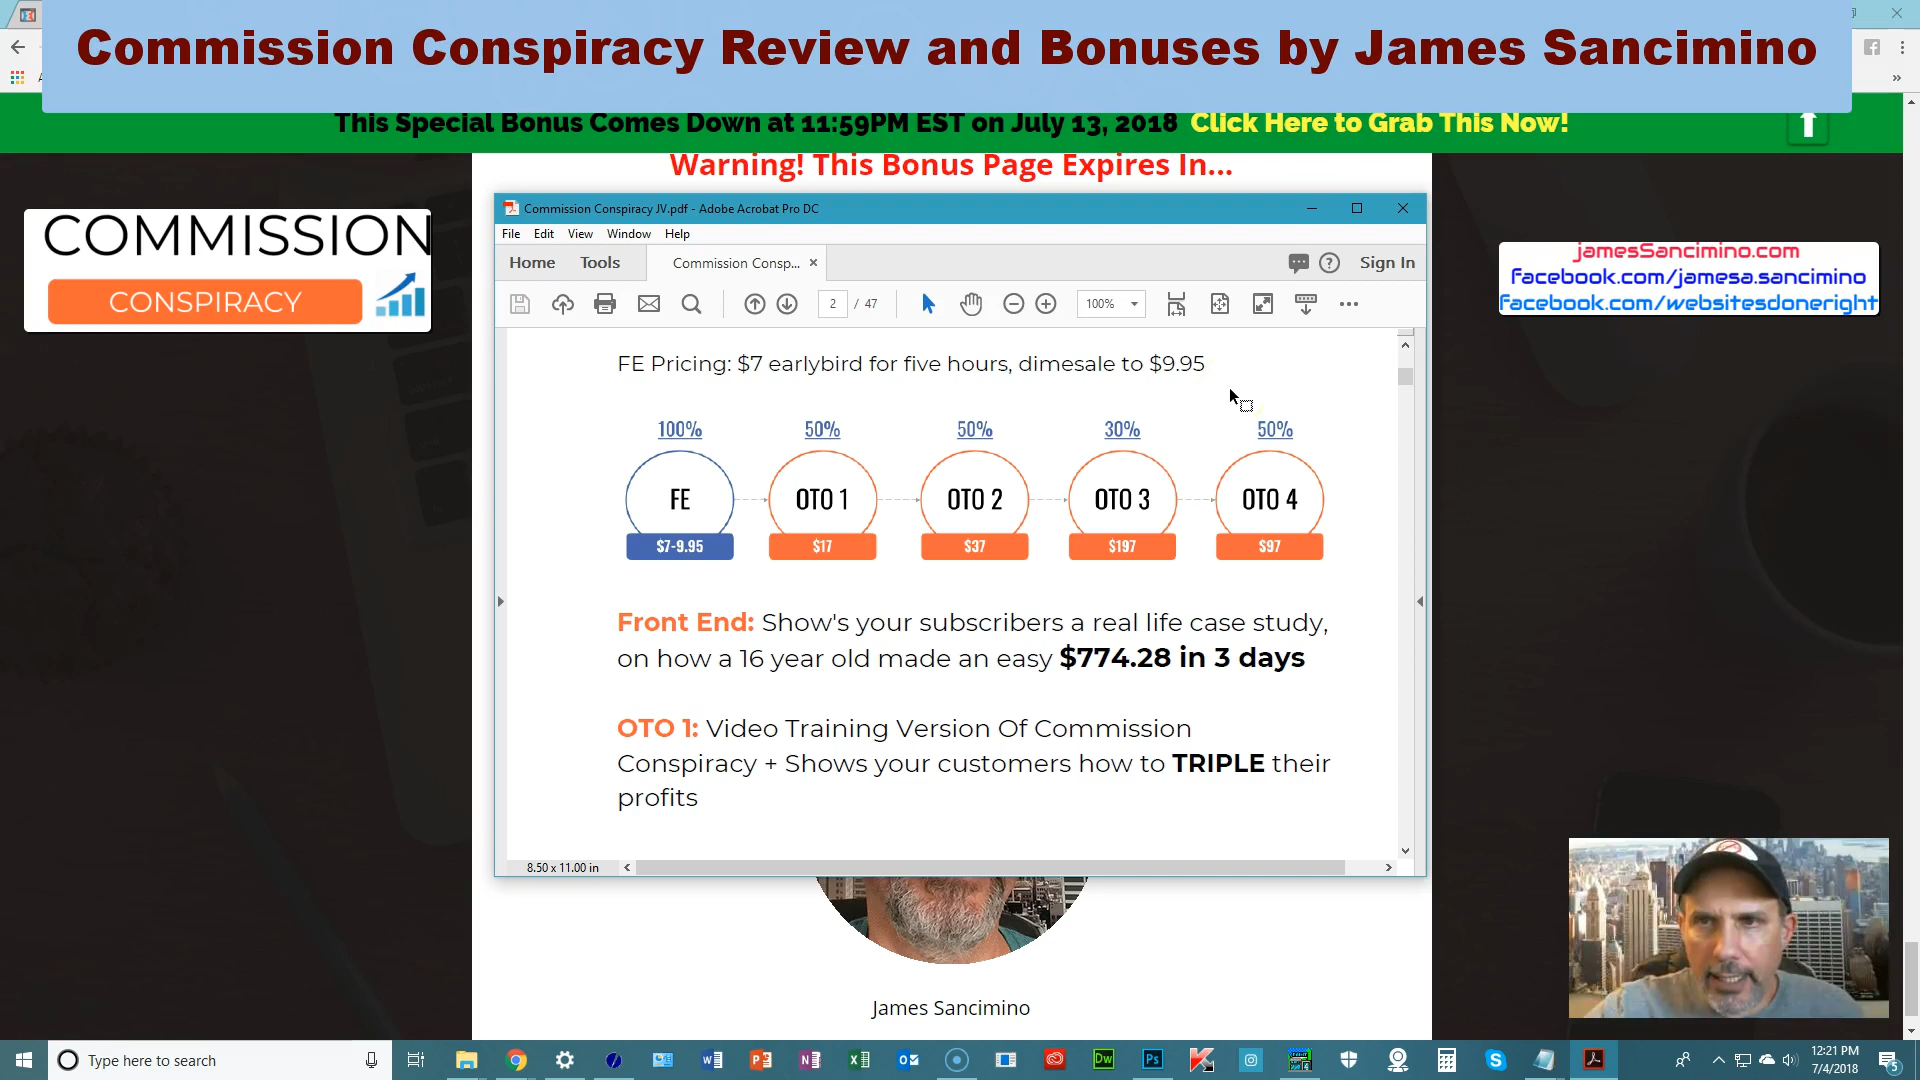 Commission Conspiracy Review and Bonuses by James Sancimino
This Special Bonus Comes Down at 11:59PM EST on July 13, 2018 Click Here to Grab This Now!
Warning! This Bonus Page Expires In...
COMMISSION
CONSPIRACY
jamesSancimino.com
facebook.com/jamesa.sancimino
facebook.com/websitesdoneright
Commission Conspiracy JV.pdf - Adobe Acrobat Pro DC
File Edit View Window Help
Home Tools Commission Consp... Sign In
2 / 47 100%
FE Pricing: $7 earlybird for five hours, dimesale to $9.95
100% 50% 50% 30% 50%
FE OTO 1 OTO 2 OTO 3 OTO 4
$7-9.95 $17 $37 $197 $97
Front End: Show's your subscribers a real life case study,
on how a 16 year old made an easy $774.28 in 3 days
OTO 1: Video Training Version Of Commission
Conspiracy + Shows your customers how to TRIPLE their
profits
8.50 x 11.00 in
James Sancimino
Type here to search
12:21 PM
7/4/2018
5